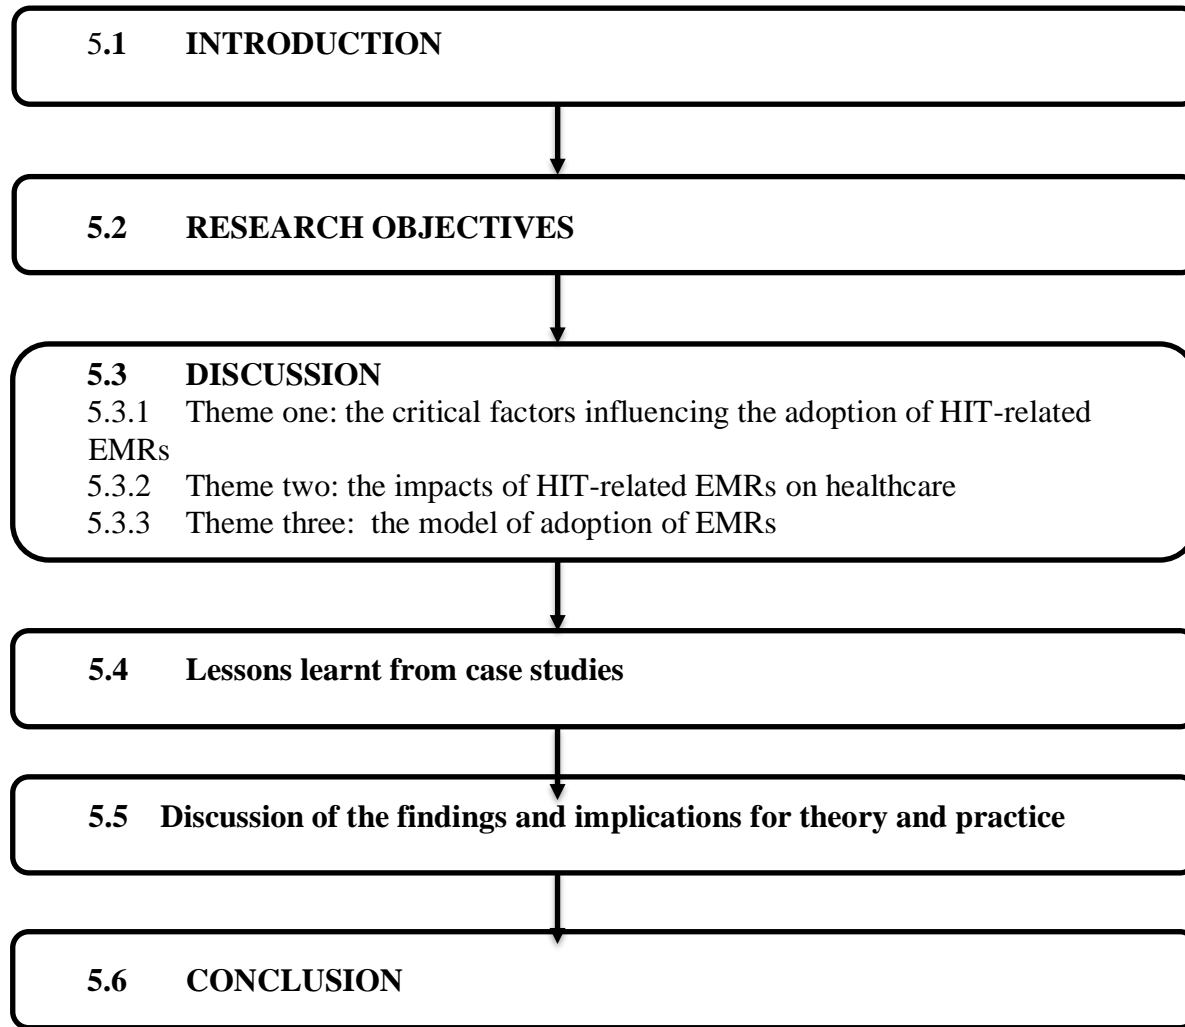 5.1 INTRODUCTION
5.2 RESEARCH OBJECTIVES
5.3 DISCUSSION
5.3.1 Theme one: the critical factors influencing the adoption of HIT-related
EMRs
5.3.2 Theme two: the impacts of HIT-related EMRs on healthcare
5.3.3 Theme three: the model of adoption of EMRs
5.4 Lessons learnt from case studies
5.5 Discussion of the findings and implications for theory and practice
5.6 CONCLUSION